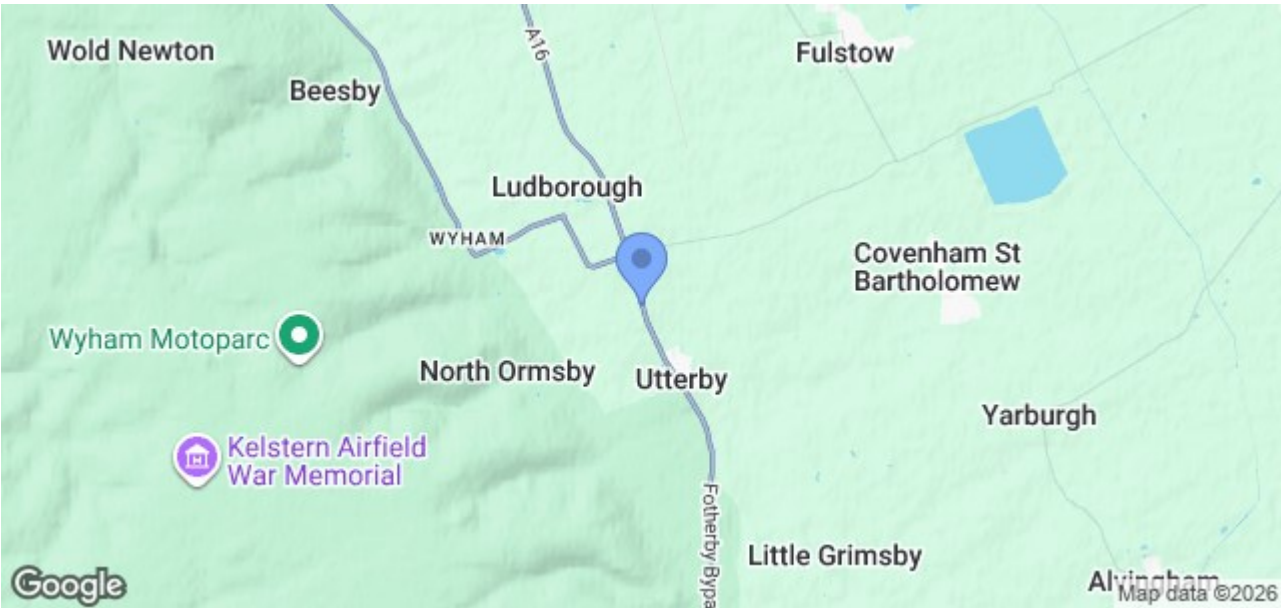 Wold Newton
A16
Fulstow
Beesby
Ludborough
WYHAM
Covenham St
Bartholomew
Wyham Motoparc
North Ormsby
Utterby
Yarburgh
Kelstern Airfield
War Memorial
Fotherby Bypa
Little Grimsby
Alvingham
Google
Map data ©2026